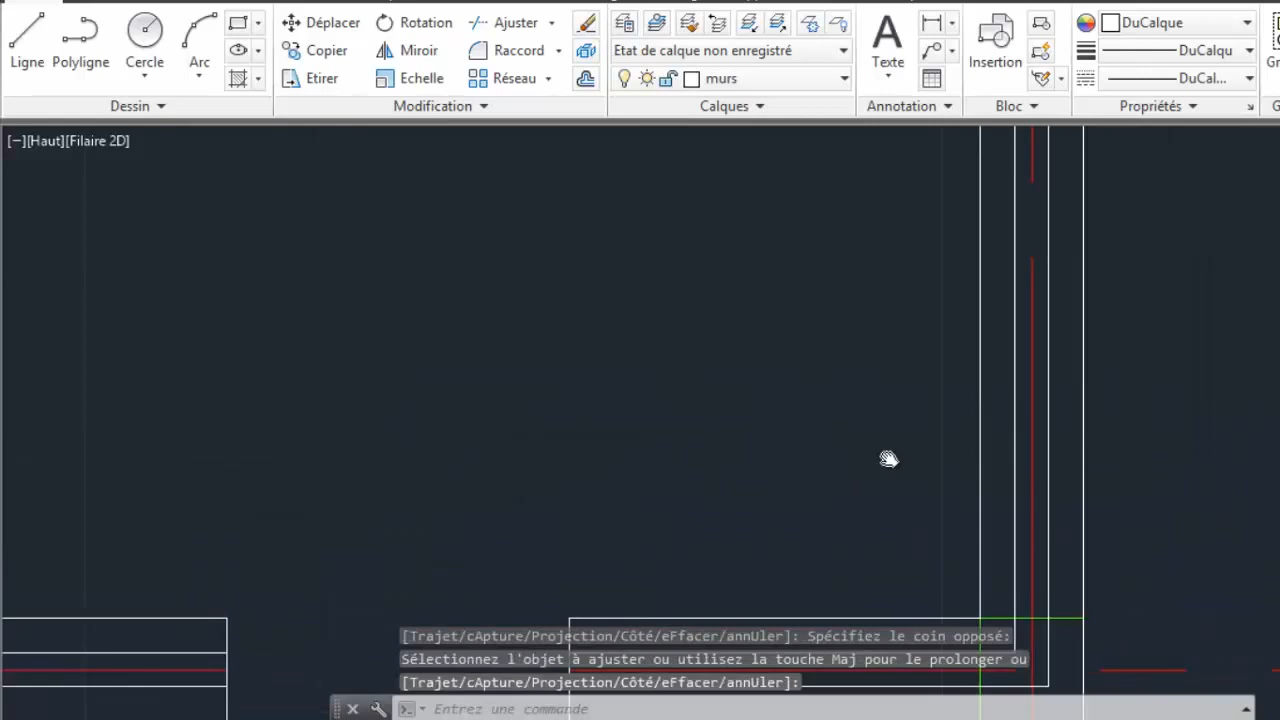 Déplacer Rotation Ajuster DuCalque
Copier Miroir Raccord Etat de calque non enregistré DuCalqu
Ligne Polyligne Cercle Arc Texte Insertion
Etirer Echelle Réseau murs DuCal...
Dessin Modification Calques Annotation Bloc Propriétés
[−][Haut][Filaire 2D]
[Trajet/cApture/Projection/Côté/eFfacer/annUler]: Spécifiez le coin opposé:
Sélectionnez l'objet à ajuster ou utilisez la touche Maj pour le prolonger ou
[Trajet/cApture/Projection/Côté/eFfacer/annUler]:
Entrez une commande